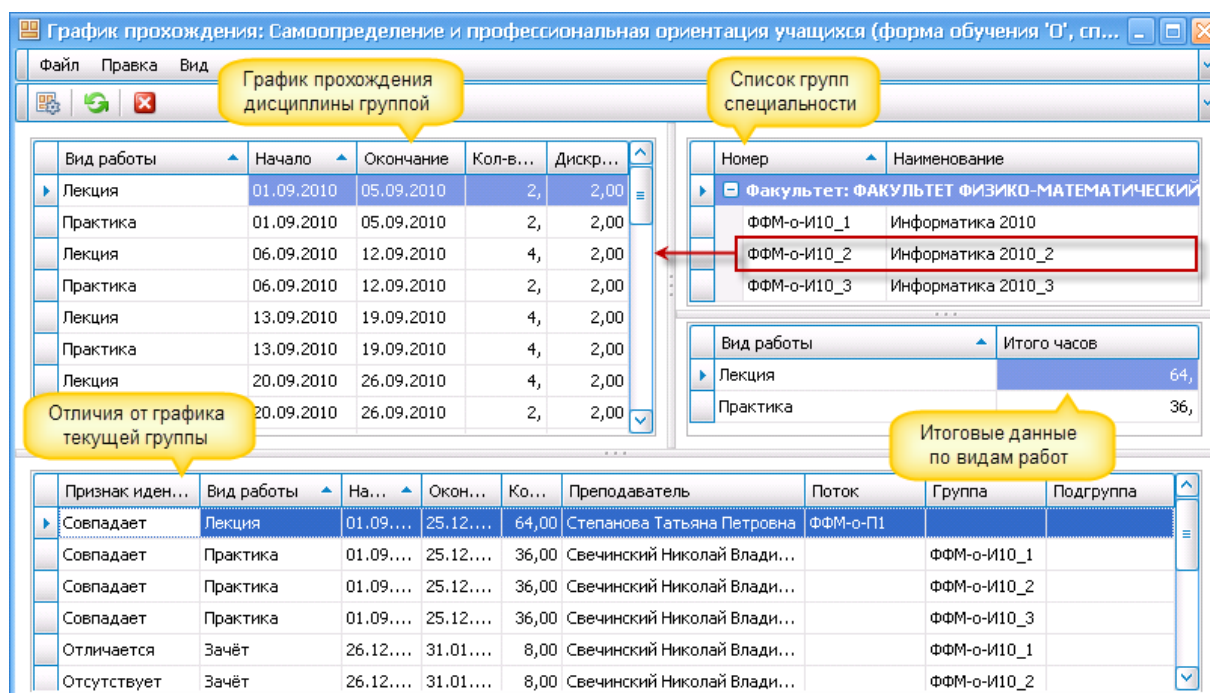 График прохождения: Самоопределение и профессиональная ориентация учащихся (форма обучения 'О', сп...
Файл Правка Вид
График прохождения
дисциплины группой
Список групп
специальности
Вид работы Начало Окончание Кол-в... Дискр...
Лекция 01.09.2010 05.09.2010 2, 2,00
Практика 01.09.2010 05.09.2010 2, 2,00
Лекция 06.09.2010 12.09.2010 4, 2,00
Практика 06.09.2010 12.09.2010 2, 2,00
Лекция 13.09.2010 19.09.2010 4, 2,00
Практика 13.09.2010 19.09.2010 4, 2,00
Лекция 20.09.2010 26.09.2010 4, 2,00
20.09.2010 26.09.2010 2, 2,00
Номер Наименование
Факультет: ФАКУЛЬТЕТ ФИЗИКО-МАТЕМАТИЧЕСКИЙ
ФФМ-о-И10_1 Информатика 2010
ФФМ-о-И10_2 Информатика 2010_2
ФФМ-о-И10_3 Информатика 2010_3
Вид работы Итого часов
Лекция 64,
Практика 36,
Отличия от графика
текущей группы
Итоговые данные
по видам работ
Признак иден... Вид работы На... Окон... Ко... Преподаватель Поток Группа Подгруппа
Совпадает Лекция 01.09.... 25.12.... 64,00 Степанова Татьяна Петровна ФФМ-о-П1
Совпадает Практика 01.09.... 25.12.... 36,00 Свечинский Николай Влади... ФФМ-о-И10_1
Совпадает Практика 01.09.... 25.12.... 36,00 Свечинский Николай Влади... ФФМ-о-И10_2
Совпадает Практика 01.09.... 25.12.... 36,00 Свечинский Николай Влади... ФФМ-о-И10_3
Отличается Зачёт 26.12.... 31.01.... 8,00 Свечинский Николай Влади... ФФМ-о-И10_1
Отсутствует Зачёт 26.12.... 31.01.... 8,00 Свечинский Николай Влади... ФФМ-о-И10_2